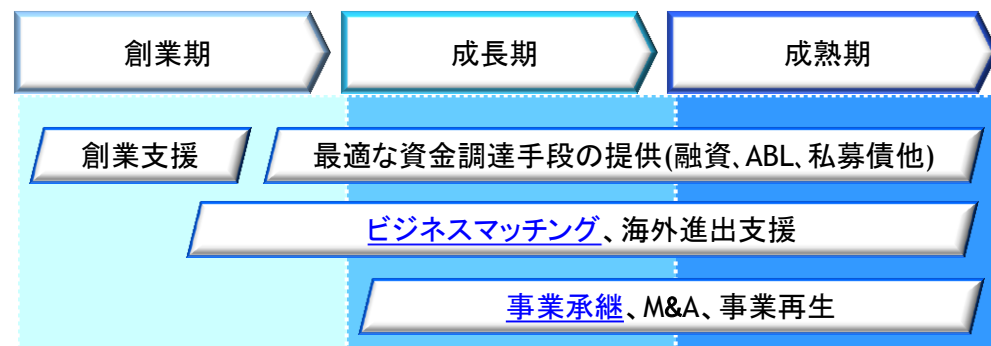 創業期
成長期
成熟期
創業支援
最適な資金調達手段の提供(融資、ABL、私募債他)
ビジネスマッチング、海外進出支援
事業承継、M&A、事業再生